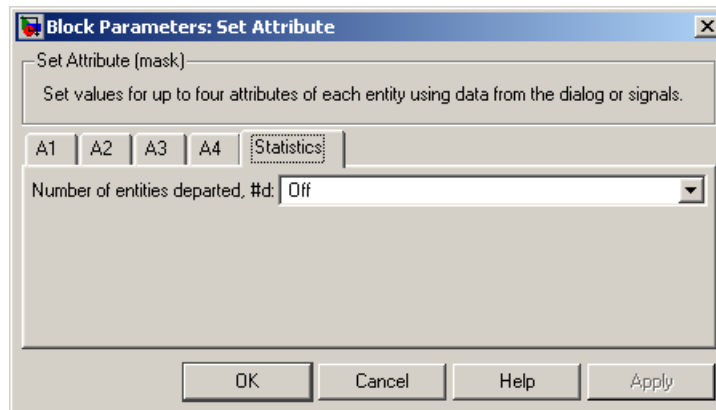 Block Parameters: Set Attribute
Set Attribute (mask)
Set values for up to four attributes of each entity using data from the dialog or signals.
A1 A2 A3 A4 Statistics
Number of entities departed, #d: Off
OK Cancel Help Apply